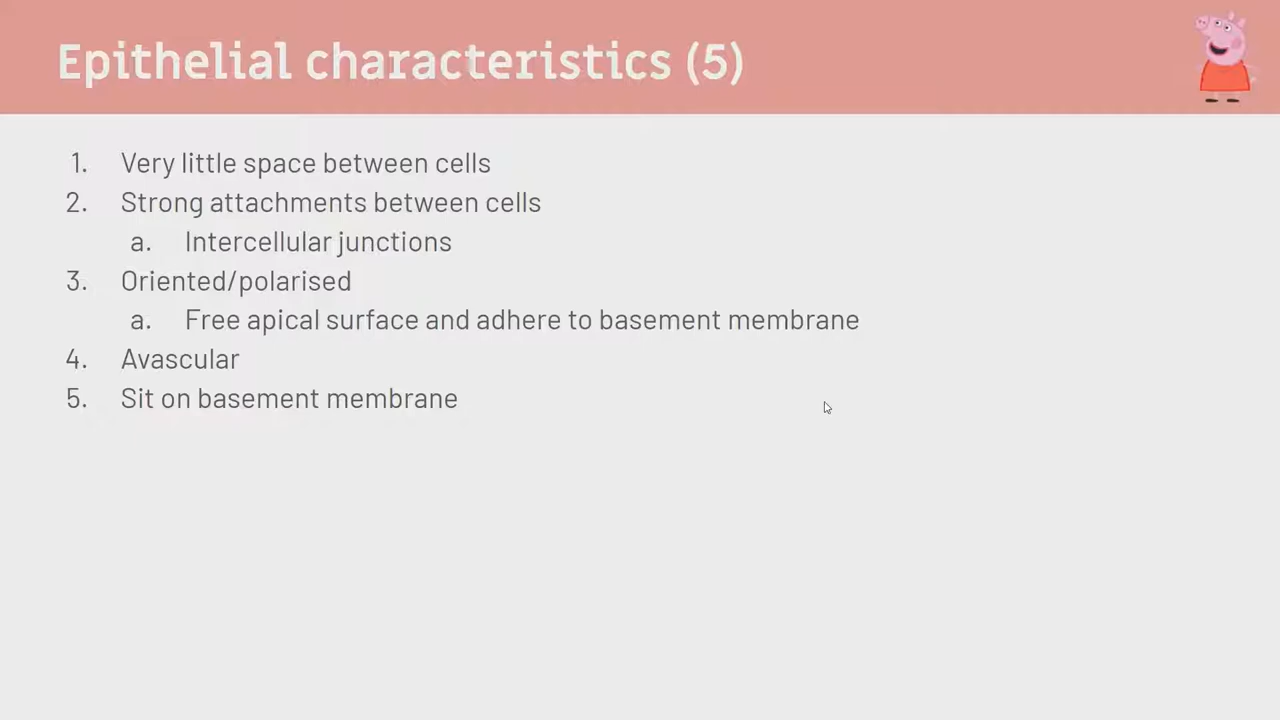 Epithelial characteristics (5)
1. Very little space between cells
2. Strong attachments between cells
a. Intercellular junctions
3. Oriented/polarised
a. Free apical surface and adhere to basement membrane
4. Avascular
5. Sit on basement membrane